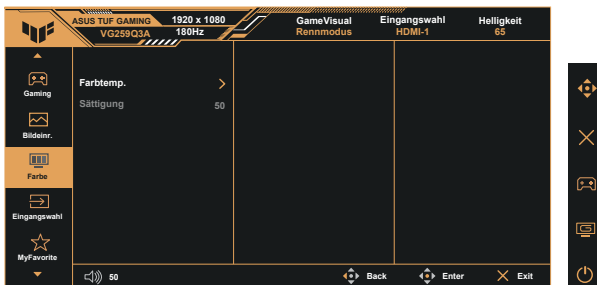 ASUS TUF GAMING
VG259Q3A
1920 x 1080
180Hz
GameVisual
Rennmodus
Eingangswahl
HDMI-1
Helligkeit
65
Gaming
Bildeinr.
Farbe
Eingangswahl
MyFavorite
Farbtemp.
Sättigung 50
50 Back Enter Exit